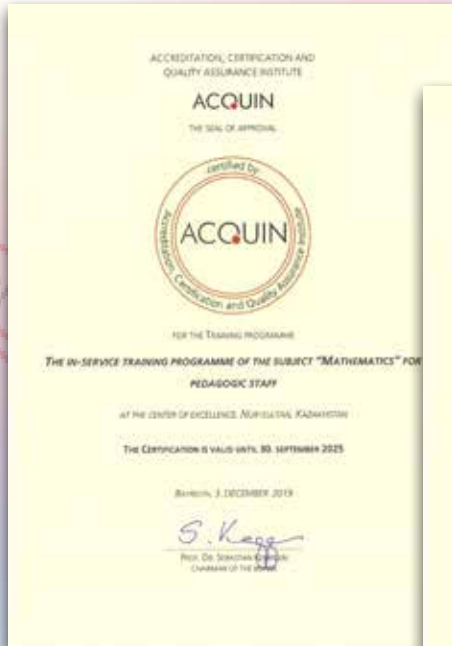 ACCREDITATION, CERTIFICATION AND
QUALITY ASSURANCE INSTITUTE
ACQUIN
THE SEAL OF APPROVAL
certified by
ACQUIN
Accreditation, Certification and Quality Assurance Institute
FOR THE TRAINING PROGRAMME
THE IN-SERVICE TRAINING PROGRAMME OF THE SUBJECT "MATHEMATICS" FOR
PEDAGOGIC STAFF
AT THE CENTER OF EXCELLENCE, NUR-SULTAN, KAZAKHSTAN
THE CERTIFICATION IS VALID UNTIL 30. SEPTEMBER 2025
BAYREUTH, 3. DECEMBER 2019
PROF. DR. SEBASTIAN
CHAIRMAN OF THE